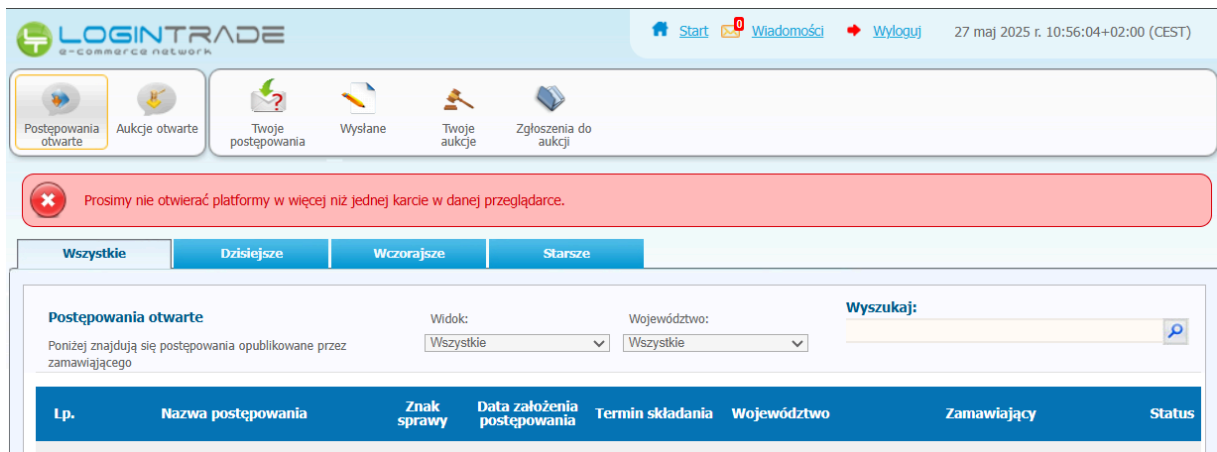 LOGINTRADE
e-commerce network
Start 0 Wiadomości Wyloguj 27 maj 2025 r. 10:56:04+02:00 (CEST)
Postępowania otwarte
Aukcje otwarte
Twoje postępowania
Wysłane
Twoje aukcje
Zgłoszenia do aukcji
Prosimy nie otwierać platformy w więcej niż jednej karcie w danej przeglądarce.
Wszystkie Dzisiejsze Wczorajsze Starsze
Postępowania otwarte
Poniżej znajdują się postępowania opublikowane przez
zamawiąjącego
Widok:
Wszystkie
Województwo:
Wszystkie
Wyszukaj:
Lp. Nazwa postępowania Znak sprawy Data założenia postępowania Termin składania Województwo Zamawiający Status